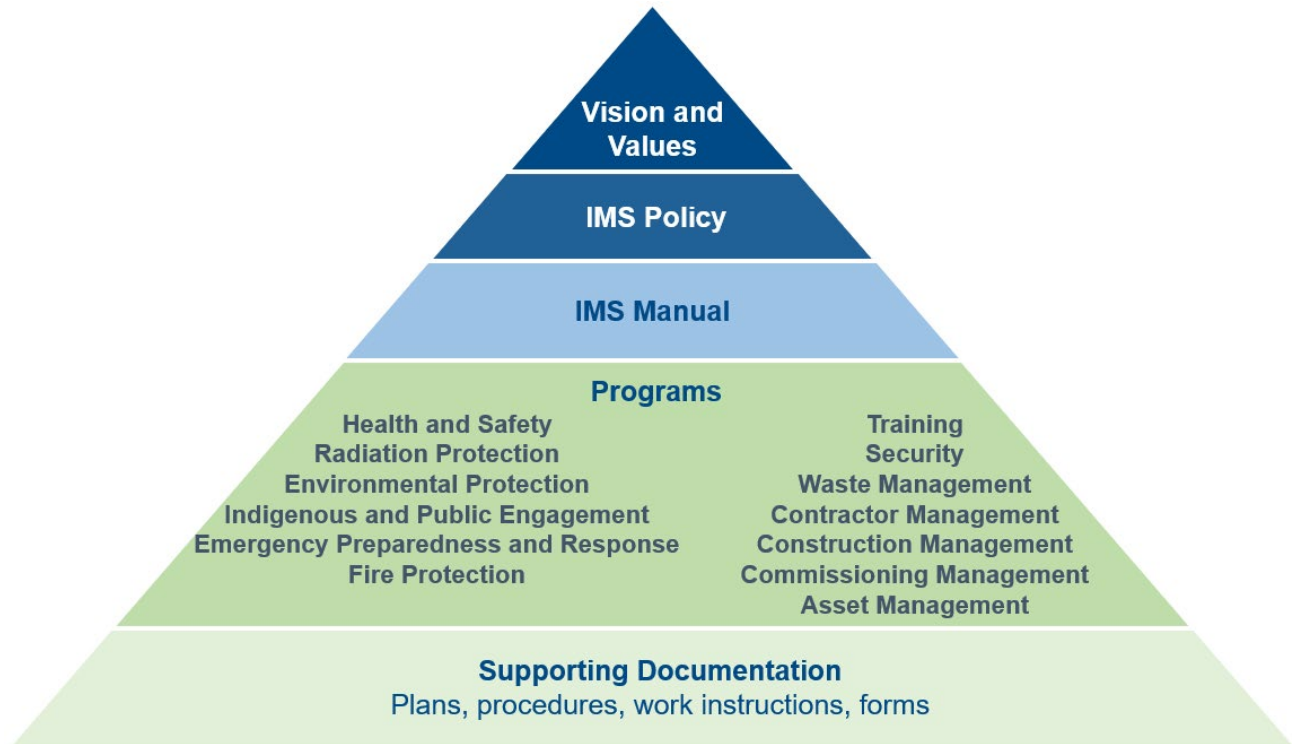 Vision and
Values
IMS Policy
IMS Manual
Programs
Health and Safety
Radiation Protection
Environmental Protection
Indigenous and Public Engagement
Emergency Preparedness and Response
Fire Protection
Training
Security
Waste Management
Contractor Management
Construction Management
Commissioning Management
Asset Management
Supporting Documentation
Plans, procedures, work instructions, forms